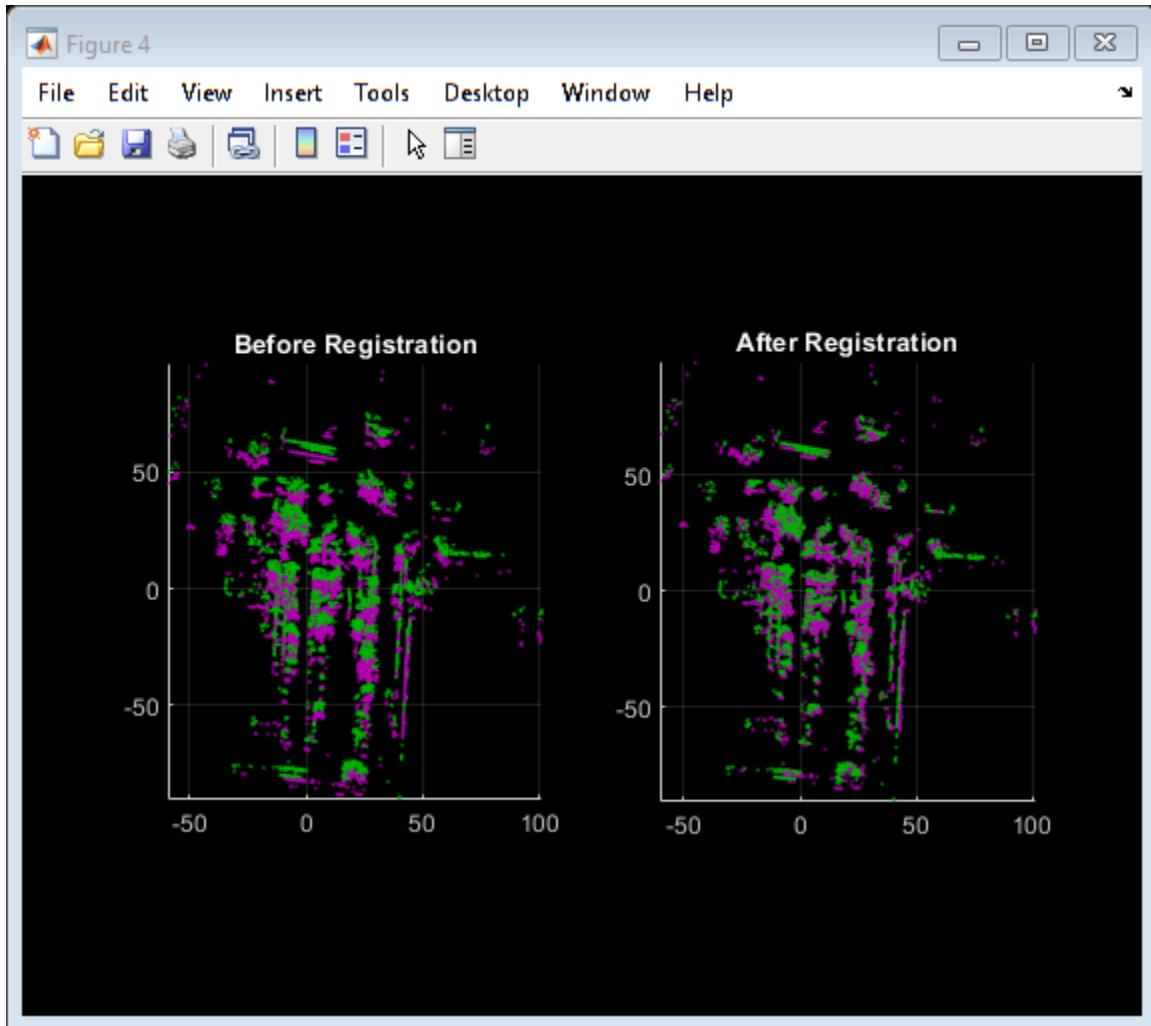 Figure 4
File Edit View Insert Tools Desktop Window Help
Before Registration
50
0
-50
-50 0 50 100
After Registration
50
0
-50
-50 0 50 100